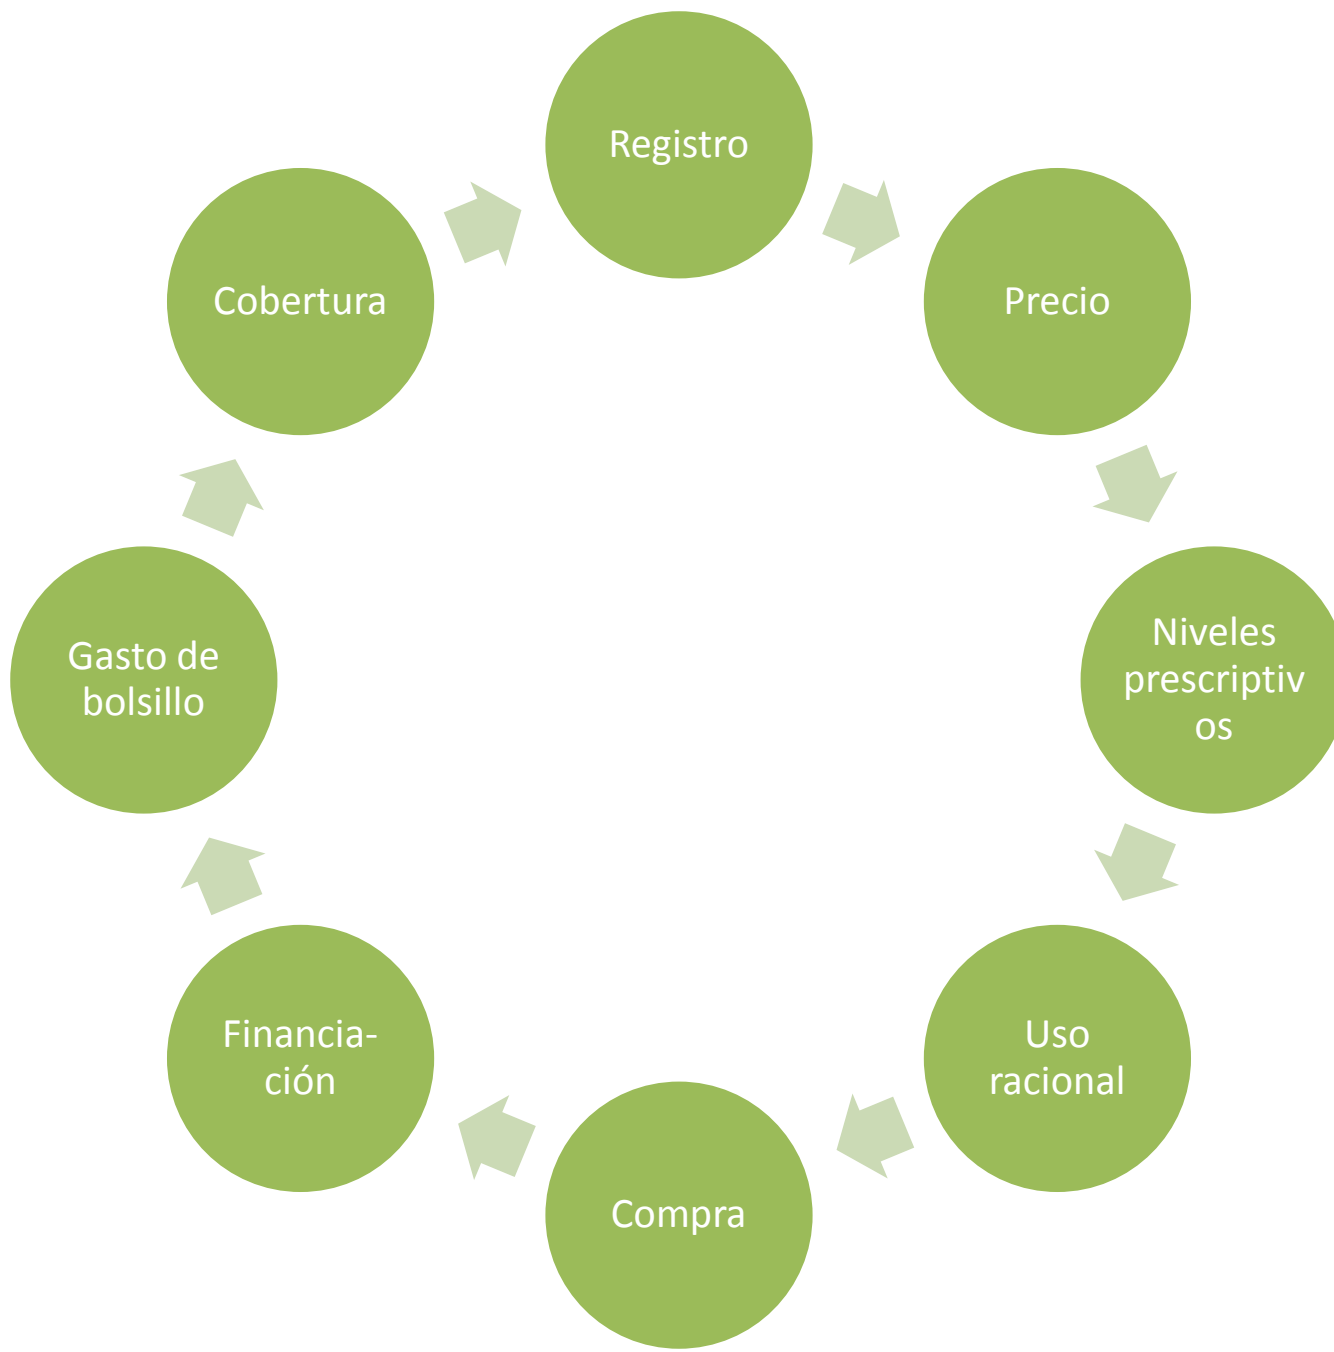 Registro
Precio
Niveles
prescriptiv
os
Uso
racional
Compra
Financia-
ción
Gasto de
bolsillo
Cobertura